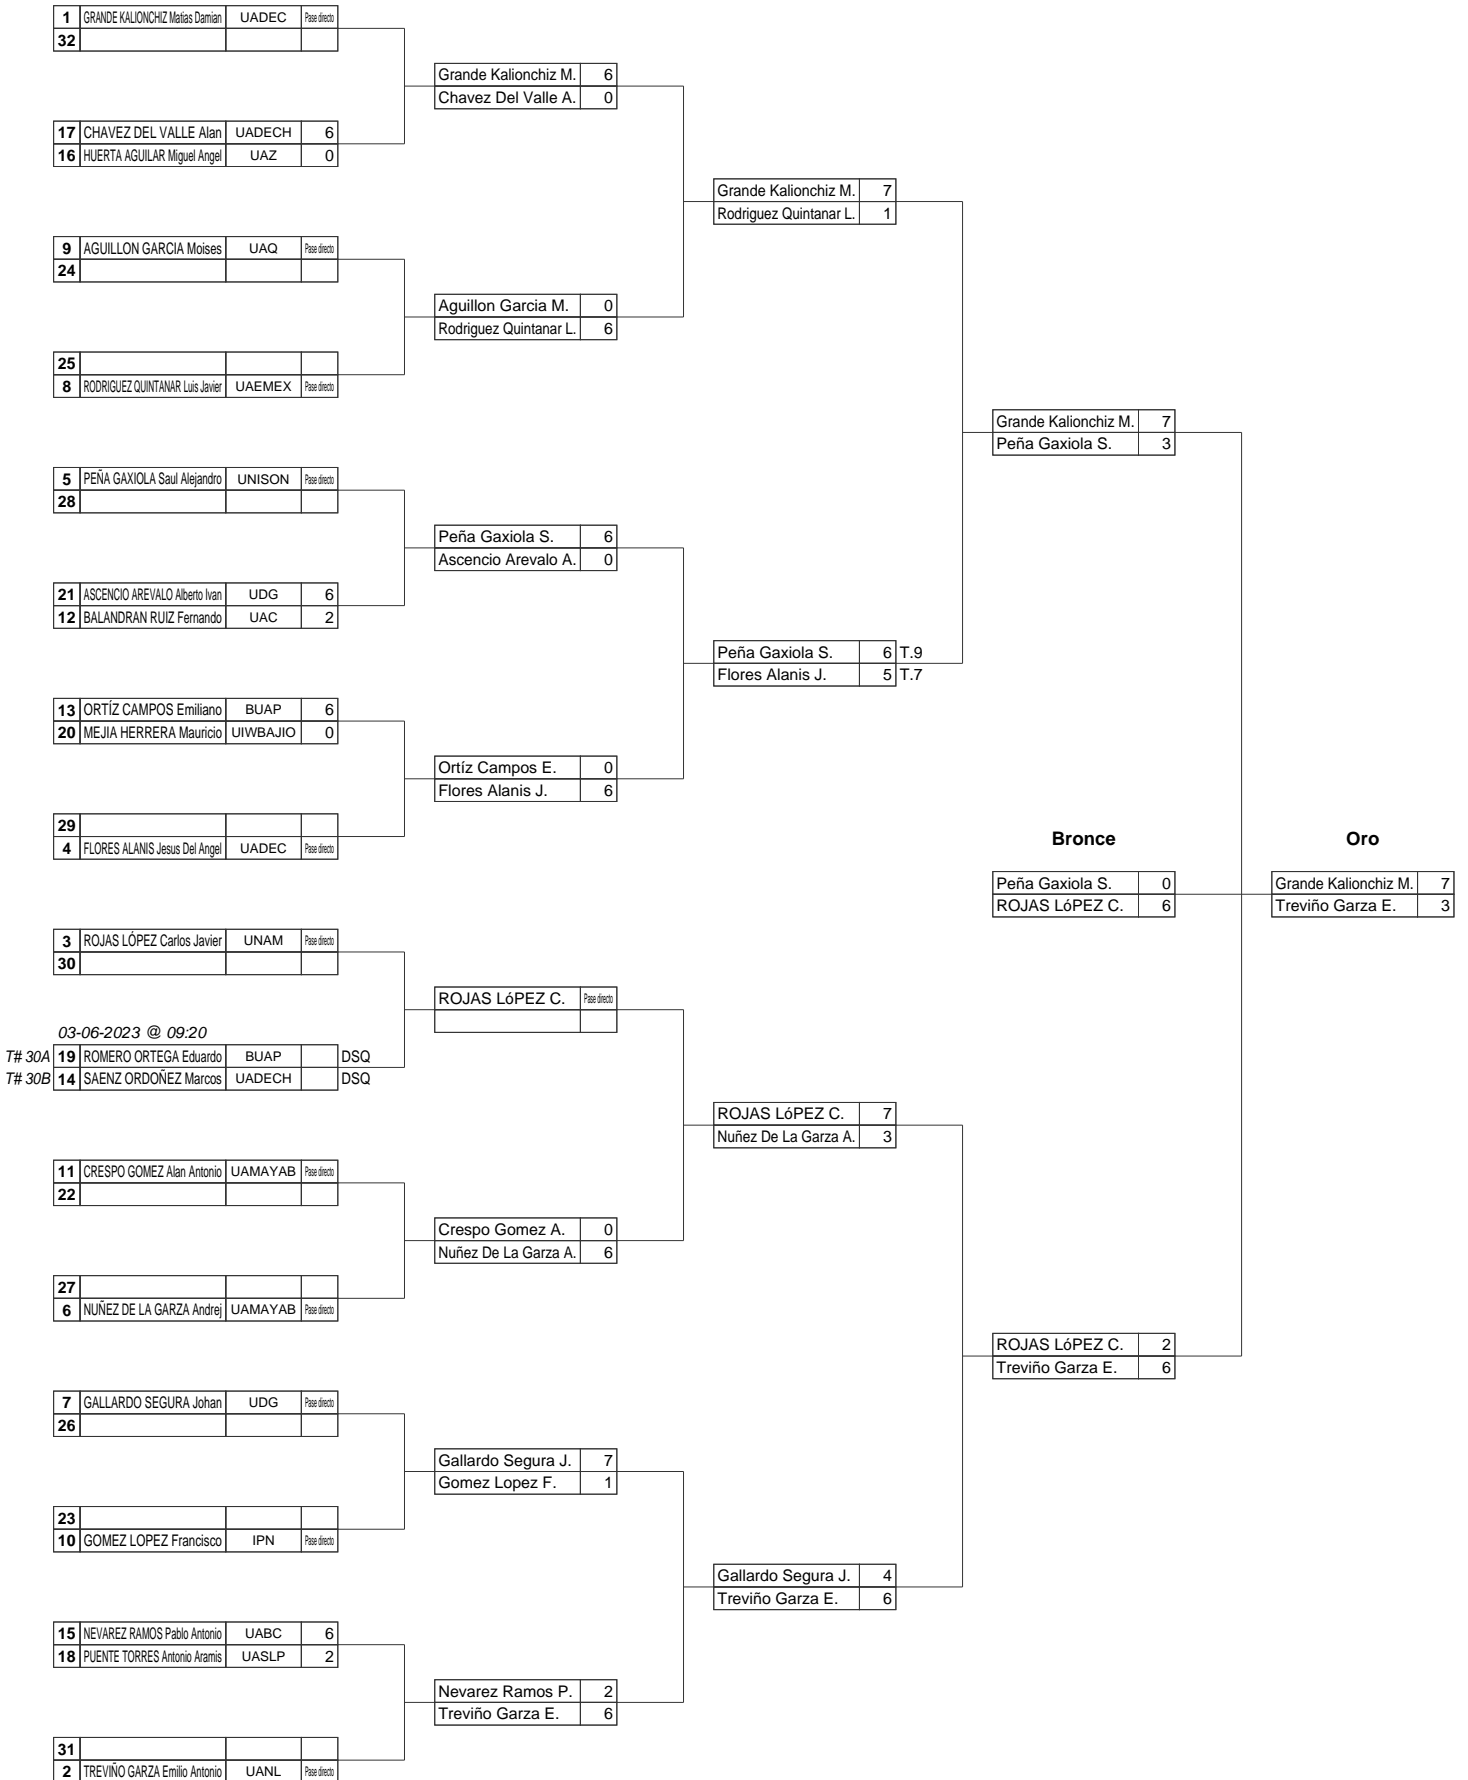 1 GRANDE KALIONCHIZ Matias Damian UADEC Pase directo
32
Grande Kalionchiz M. 6
Chavez Del Valle A. 0
17 CHAVEZ DEL VALLE Alan UADECH 6
16 HUERTA AGUILAR Miguel Angel UAZ 0
Grande Kalionchiz M. 7
Rodriguez Quintanar L. 1
9 AGUILLON GARCIA Moises UAQ Pase directo
24
Aguillon Garcia M. 0
Rodriguez Quintanar L. 6
25
8 RODRIGUEZ QUINTANAR Luis Javier UAEMEX Pase directo
Grande Kalionchiz M. 7
Peña Gaxiola S. 3
5 PEÑA GAXIOLA Saul Alejandro UNISON Pase directo
28
Peña Gaxiola S. 6
Ascencio Arevalo A. 0
21 ASCENCIO AREVALO Alberto Ivan UDG 6
12 BALANDRAN RUIZ Fernando UAC 2
Peña Gaxiola S. 6 T.9
Flores Alanis J. 5 T.7
13 ORTÍZ CAMPOS Emiliano BUAP 6
20 MEJIA HERRERA Mauricio UIWBAJIO 0
Ortíz Campos E. 0
Flores Alanis J. 6
29
4 FLORES ALANIS Jesus Del Angel UADEC Pase directo
Bronce Oro
Peña Gaxiola S. 0 Grande Kalionchiz M. 7
ROJAS LóPEZ C. 6 Treviño Garza E. 3
3 ROJAS LÓPEZ Carlos Javier UNAM Pase directo
30
ROJAS LóPEZ C. Pase directo
03-06-2023 @ 09:20
T# 30A 19 ROMERO ORTEGA Eduardo BUAP DSQ
T# 30B 14 SAENZ ORDOÑEZ Marcos UADECH DSQ
ROJAS LóPEZ C. 7
Nuñez De La Garza A. 3
11 CRESPO GOMEZ Alan Antonio UAMAYAB Pase directo
22
Crespo Gomez A. 0
Nuñez De La Garza A. 6
27
6 NUÑEZ DE LA GARZA Andrej UAMAYAB Pase directo
ROJAS LóPEZ C. 2
Treviño Garza E. 6
7 GALLARDO SEGURA Johan UDG Pase directo
26
Gallardo Segura J. 7
Gomez Lopez F. 1
23
10 GOMEZ LOPEZ Francisco IPN Pase directo
Gallardo Segura J. 4
Treviño Garza E. 6
15 NEVAREZ RAMOS Pablo Antonio UABC 6
18 PUENTE TORRES Antonio Aramis UASLP 2
Nevarez Ramos P. 2
Treviño Garza E. 6
31
2 TREVIÑO GARZA Emilio Antonio UANL Pase directo